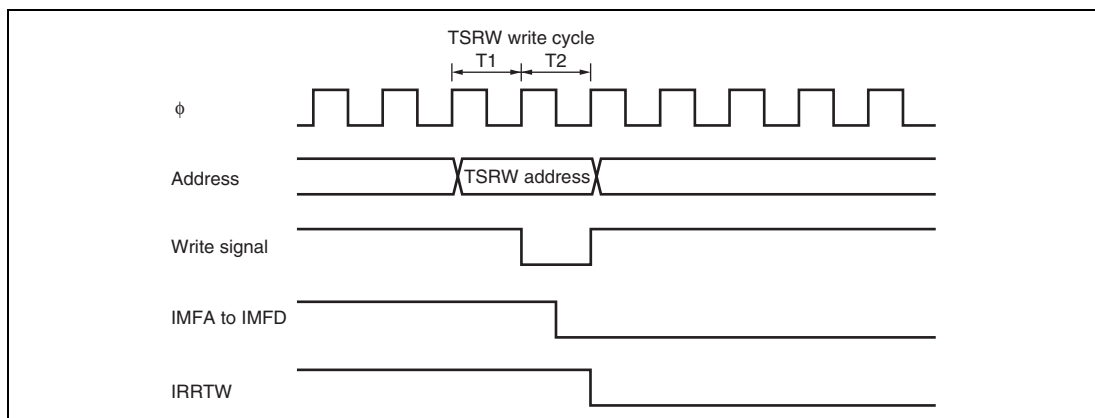 TSRW write cycle
T1 T2
ϕ
Address
TSRW address
Write signal
IMFA to IMFD
IRRTW